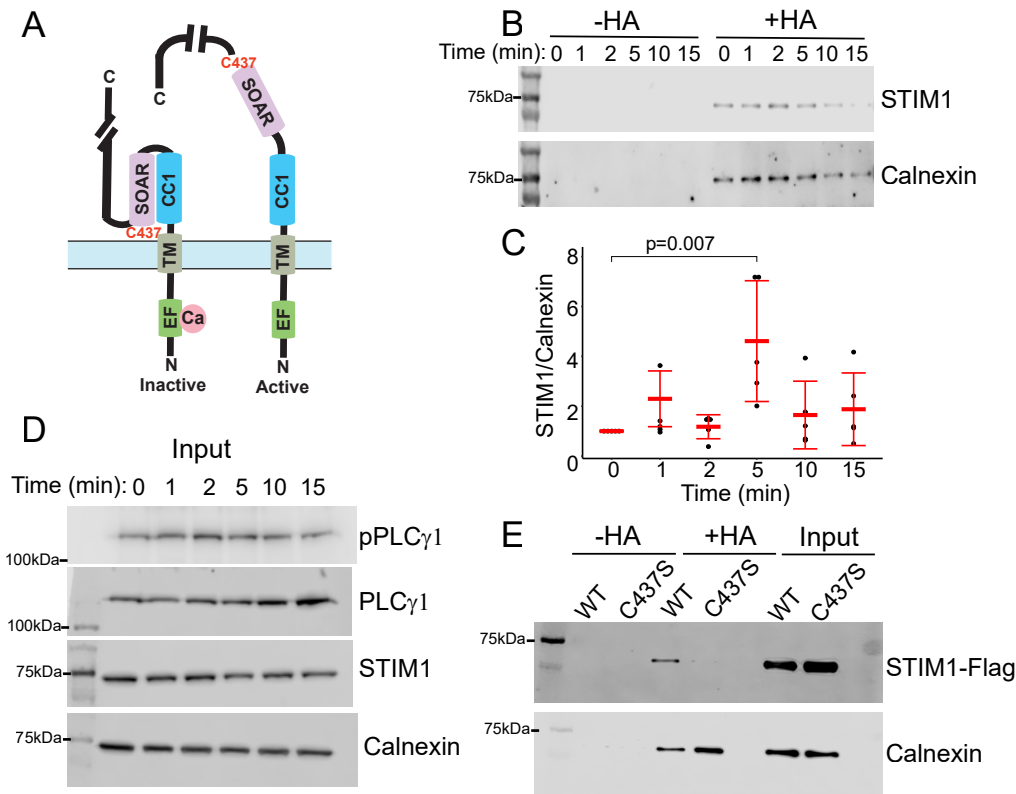 A
C437
SOAR
C
C
SOAR
CC1
CC1
C437
TM
TM
EF
Ca
EF
N
N
Inactive
Active
B
-HA
+HA
Time (min): 0 1 2 5 10 15 0 1 2 5 10 15
75kDa
STIM1
75kDa
Calnexin
C
p=0.007
STIM1/Calnexin
8
6
4
2
0
0 1 2 5 10 15
Time (min)
D
Input
Time (min): 0 1 2 5 10 15
pPLCγ1
100kDa
PLCγ1
100kDa
75kDa
STIM1
75kDa
Calnexin
E
-HA +HA Input
WT C437S WT C437S WT C437S
75kDa
STIM1-Flag
75kDa
Calnexin